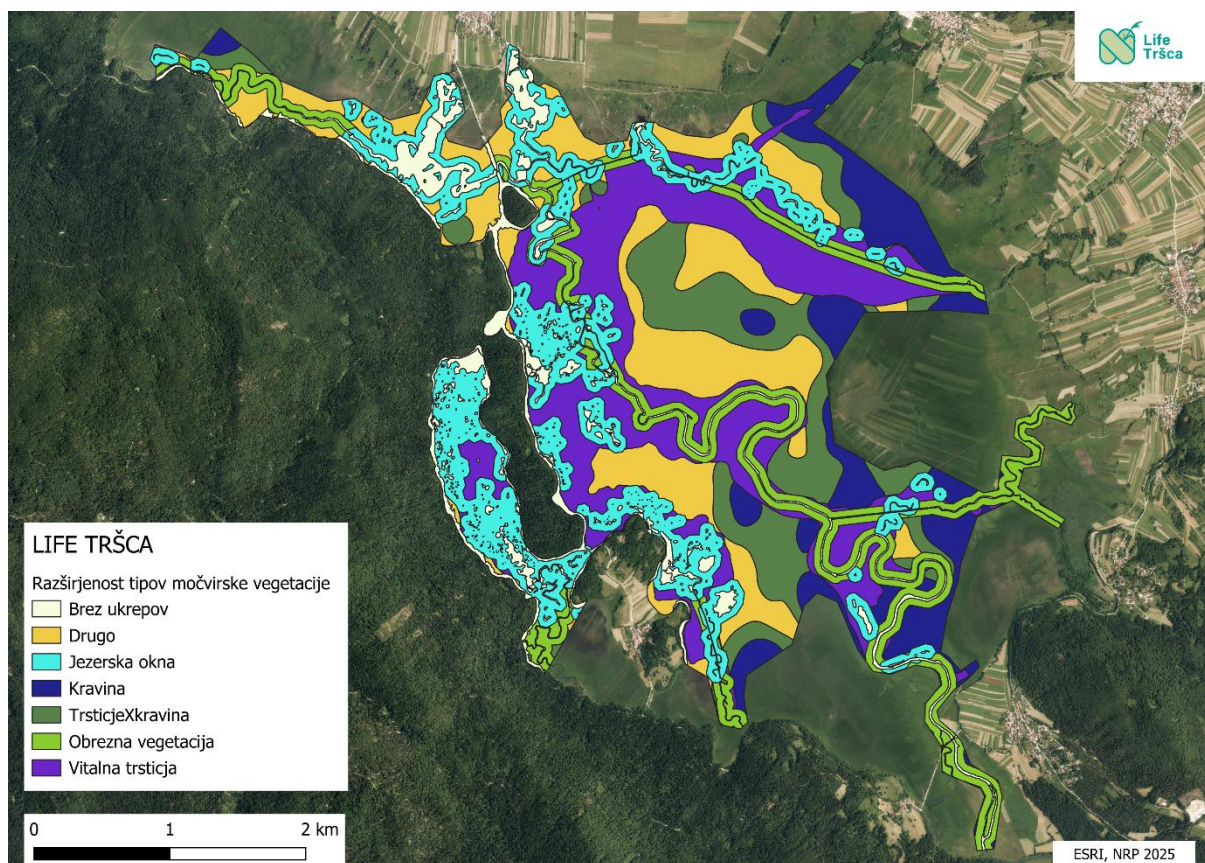 Life
Tršca
LIFE TRŠCA
Razširjenost tipov močvirske vegetacije
Brez ukrepov
Drugo
Jezerska okna
Kravina
TrsticjeXkravina
Obrezna vegetacija
Vitalna trsticja
0 1 2 km
ESRI, NRP 2025